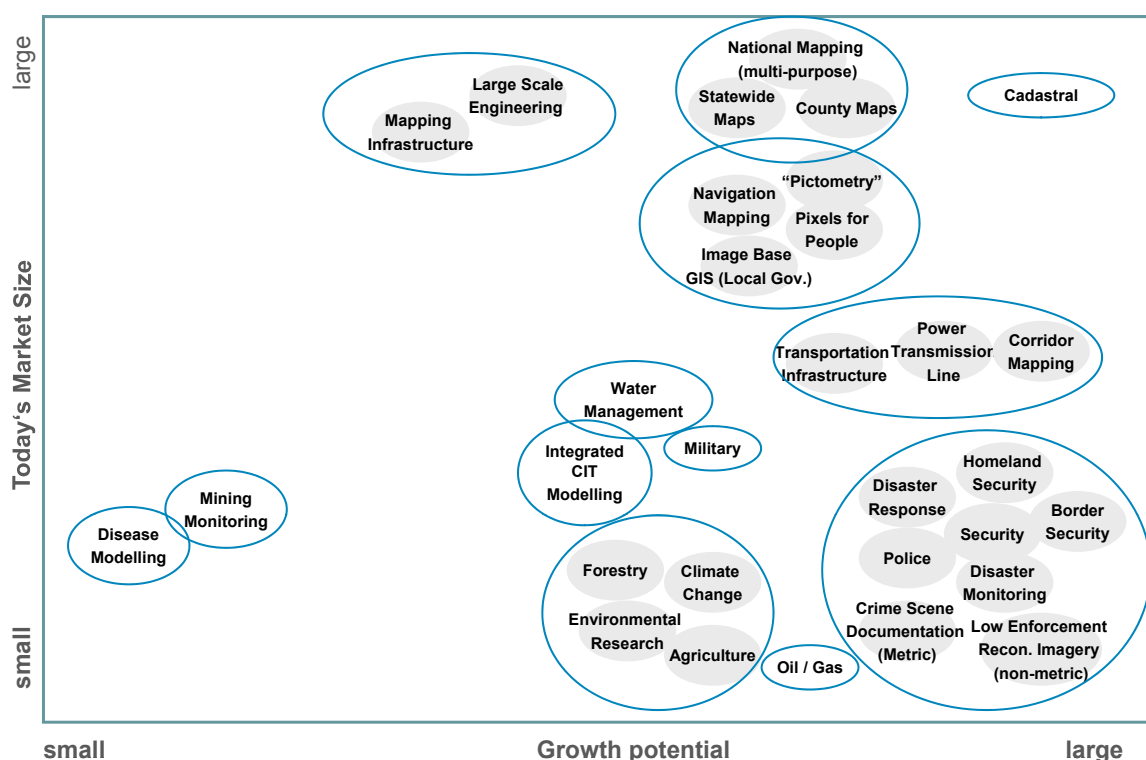 large
Today‘s Market Size
small
National Mapping
(multi-purpose)
Statewide
Maps
County Maps
Cadastral
Large Scale
Engineering
Mapping
Infrastructure
“Pictometry”
Navigation
Mapping
Pixels for
People
Image Base
GIS (Local Gov.)
Transportation
Infrastructure
Power
Transmission
Line
Corridor
Mapping
Water
Management
Military
Integrated
CIT
Modelling
Mining
Monitoring
Disease
Modelling
Homeland
Security
Disaster
Response
Border
Security
Security
Police
Disaster
Monitoring
Crime Scene
Documentation
(Metric)
Low Enforcement
Recon. Imagery
(non-metric)
Forestry
Climate
Change
Environmental
Research
Agriculture
Oil / Gas
small
Growth potential
large